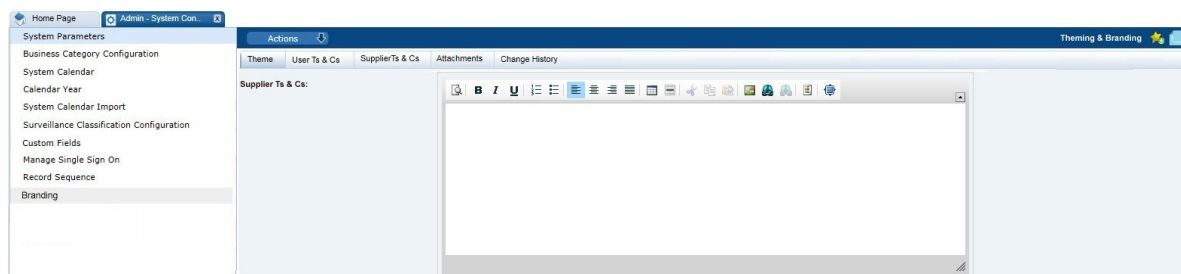 Home Page
Admin - System Con..
System Parameters
Business Category Configuration
System Calendar
Calendar Year
System Calendar Import
Surveillance Classification Configuration
Custom Fields
Manage Single Sign On
Record Sequence
Branding
Actions
Theming & Branding
Theme User Ts & Cs SupplierTs & Cs Attachments Change History
Supplier Ts & Cs:
B I U